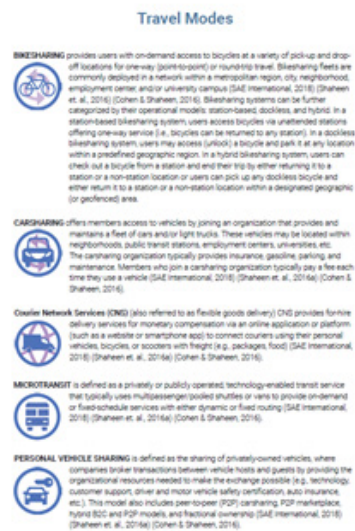 Travel Modes
BIKESHARING provides users with on-demand access to bicycles at a variety of pick-up and drop-
off locations for one-way (point-to-point) or round-trip travel. Bikesharing fleets are
commonly deployed in a network within a metropolitan region, city, neighborhood,
employment center, and/or university campus (SAE International, 2018) (Shaheen
et. al., 2016) (Cohen & Shaheen, 2016). Bikesharing systems can be further
categorized by their operational models: station-based, dockless, and hybrid. In a
station-based bikesharing system, users access bicycles via unattended stations
offering one-way service (i.e., bicycles can be returned to any station). In a dockless
bikesharing system, users may access (unlock) a bicycle and park it at any location
within a predefined geographic region. In a hybrid bikesharing system, users can
check out a bicycle from a station and end their trip by either returning it to a
station or a non-station location or users can pick up any dockless bicycle and
either return it to a station or a non-station location within a designated geographic
(or geofenced) area.
CARSHARING offers members access to vehicles by joining an organization that provides and
maintains a fleet of cars and/or light trucks. These vehicles may be located within
neighborhoods, public transit stations, employment centers, universities, etc.
The carsharing organization typically provides insurance, gasoline, parking, and
maintenance. Members who join a carsharing organization typically pay a fee each
time they use a vehicle (SAE International, 2018) (Shaheen et. al., 2016a) (Cohen &
Shaheen, 2016).
Courier Network Services (CNS) (also referred to as flexible goods delivery) CNS provides for-hire
delivery services for monetary compensation via an online application or platform
(such as a website or smartphone app) to connect couriers using their personal
vehicles, bicycles, or scooters with freight (e.g., packages, food) (SAE International,
2018) (Shaheen et. al., 2016a) (Cohen & Shaheen, 2016).
MICROTRANSIT is defined as a privately or publicly operated, technology-enabled transit service
that typically uses multipassenger/pooled shuttles or vans to provide on-demand
or fixed-schedule services with either dynamic or fixed routing (SAE International,
2018) (Shaheen et. al., 2016a) (Cohen & Shaheen, 2016).
PERSONAL VEHICLE SHARING is defined as the sharing of privately-owned vehicles, where
companies broker transactions between vehicle hosts and guests by providing the
organizational resources needed to make the exchange possible (e.g., technology,
customer support, driver and motor vehicle safety certification, auto insurance,
etc.). This model also includes peer-to-peer (P2P) carsharing, P2P marketplace,
hybrid B2C and P2P models, and fractional ownership (SAE International, 2018)
(Shaheen et. al., 2016a) (Cohen & Shaheen, 2016).